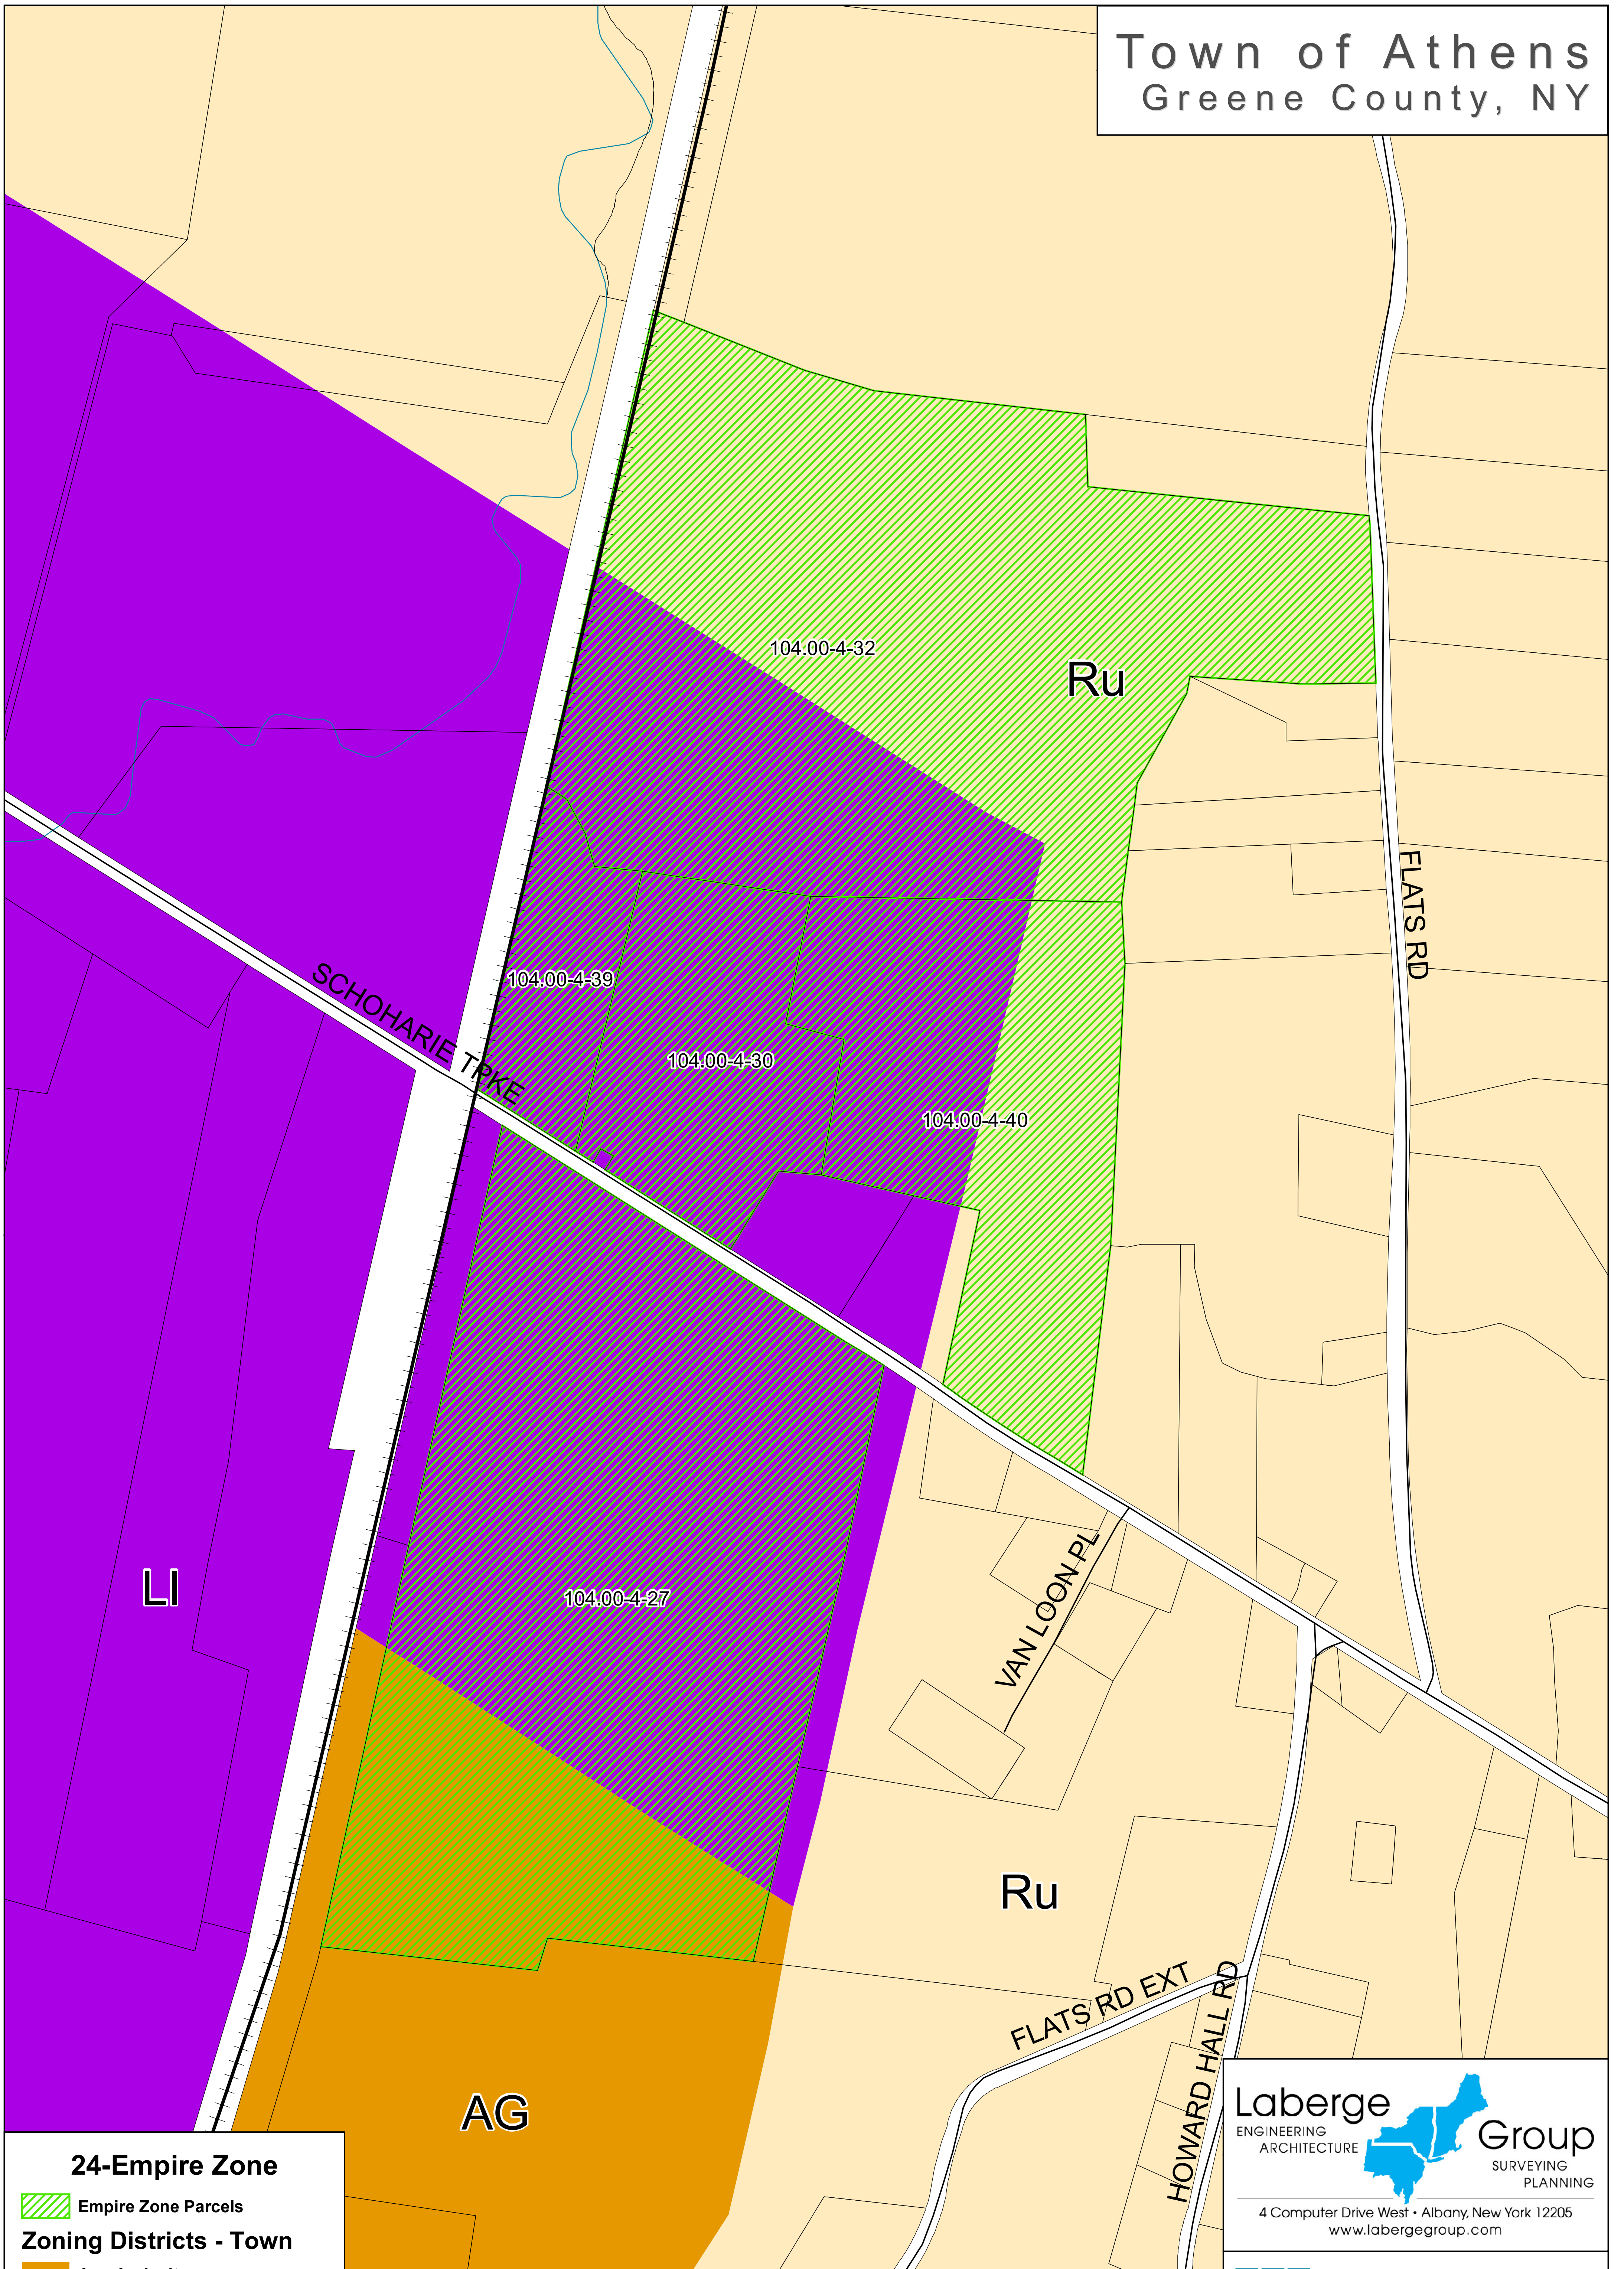 Town of Athens
Greene County, NY
104.00-4-32
Ru
FLATS RD
104.00-4-39
SCHOHARIE TPKE
104.00-4-30
104.00-4-40
LI
104.00-4-27
VAN LOON PL
Ru
FLATS RD EXT
HOWARD HALL RD
AG
24-Empire Zone
Empire Zone Parcels
Zoning Districts - Town
Laberge
ENGINEERING
ARCHITECTURE
Group
SURVEYING
PLANNING
4 Computer Drive West • Albany, New York 12205
www.labergegroup.com